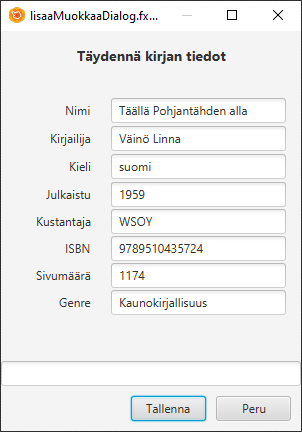 lisaaMuokkaaDialog.fx...
Täydennä kirjan tiedot
Nimi Täällä Pohjantähden alla
Kirjailija Väinö Linna
Kieli suomi
Julkaistu 1959
Kustantaja WSOY
ISBN 9789510435724
Sivumäärä 1174
Genre Kaunokirjallisuus
Tallenna Peru